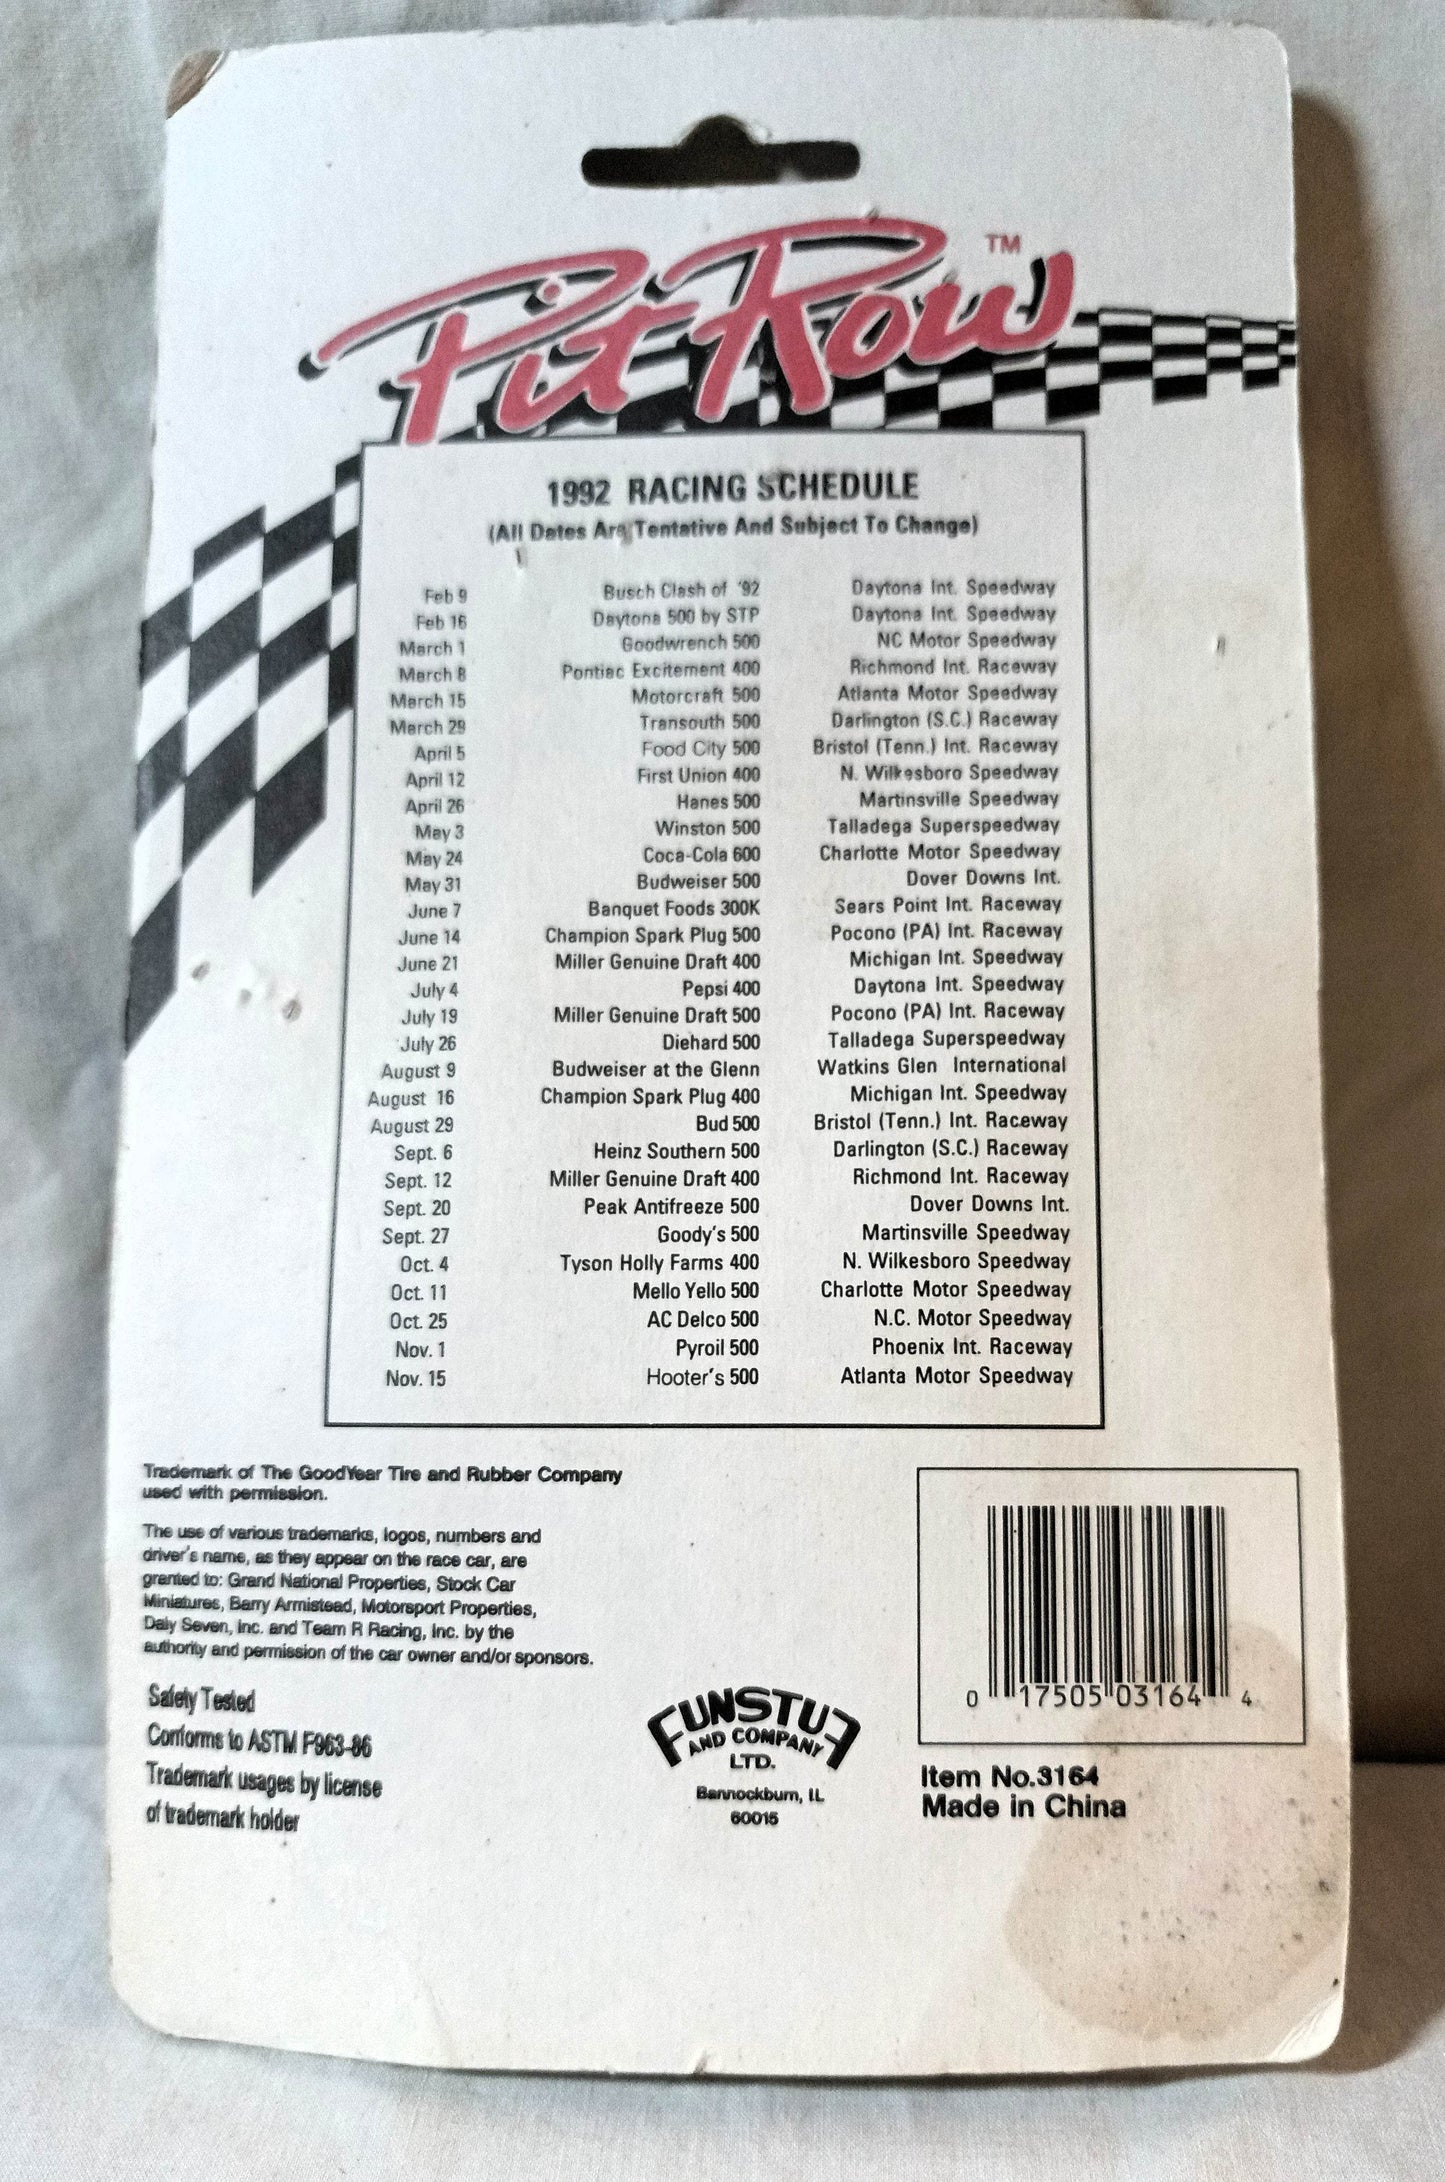 Pit Row TM
1992 RACING SCHEDULE
(All Dates Are Tentative And Subject To Change)
Feb 9 Busch Clash of '92 Daytona Int. Speedway
Feb 16 Daytona 500 by STP Daytona Int. Speedway
March 1 Goodwrench 500 NC Motor Speedway
March 8 Pontiac Excitement 400 Richmond Int. Raceway
March 15 Motorcraft 500 Atlanta Motor Speedway
March 29 Transouth 500 Darlington (S.C.) Raceway
April 5 Food City 500 Bristol (Tenn.) Int. Raceway
April 12 First Union 400 N. Wilkesboro Speedway
April 26 Hanes 500 Martinsville Speedway
May 3 Winston 500 Talladega Superspeedway
May 24 Coca-Cola 600 Charlotte Motor Speedway
May 31 Budweiser 500 Dover Downs Int.
June 7 Banquet Foods 300K Sears Point Int. Raceway
June 14 Champion Spark Plug 500 Pocono (PA) Int. Raceway
June 21 Miller Genuine Draft 400 Michigan Int. Speedway
July 4 Pepsi 400 Daytona Int. Speedway
July 19 Miller Genuine Draft 500 Pocono (PA) Int. Raceway
July 26 Diehard 500 Talladega Superspeedway
August 9 Budweiser at the Glenn Watkins Glen International
August 16 Champion Spark Plug 400 Michigan Int. Speedway
August 29 Bud 500 Bristol (Tenn.) Int. Raceway
Sept. 6 Heinz Southern 500 Darlington (S.C.) Raceway
Sept. 12 Miller Genuine Draft 400 Richmond Int. Raceway
Sept. 20 Peak Antifreeze 500 Dover Downs Int.
Sept. 27 Goody's 500 Martinsville Speedway
Oct. 4 Tyson Holly Farms 400 N. Wilkesboro Speedway
Oct. 11 Mello Yello 500 Charlotte Motor Speedway
Oct. 25 AC Delco 500 N.C. Motor Speedway
Nov. 1 Pyroil 500 Phoenix Int. Raceway
Nov. 15 Hooter's 500 Atlanta Motor Speedway
Trademark of The GoodYear Tire and Rubber Company
used with permission.
The use of various trademarks, logos, numbers and
driver's name, as they appear on the race car, are
granted to: Grand National Properties, Stock Car
Miniatures, Barry Armistead, Motorsport Properties,
Daly Seven, Inc. and Team R Racing, Inc. by the
authority and permission of the car owner and/or sponsors.
Safety Tested
Conforms to ASTM F963-86
Trademark usages by license
of trademark holder
FUNSTUF
AND COMPANY
LTD.
Bannockburn, IL
60015
0 17505 03164 4
Item No.3164
Made in China